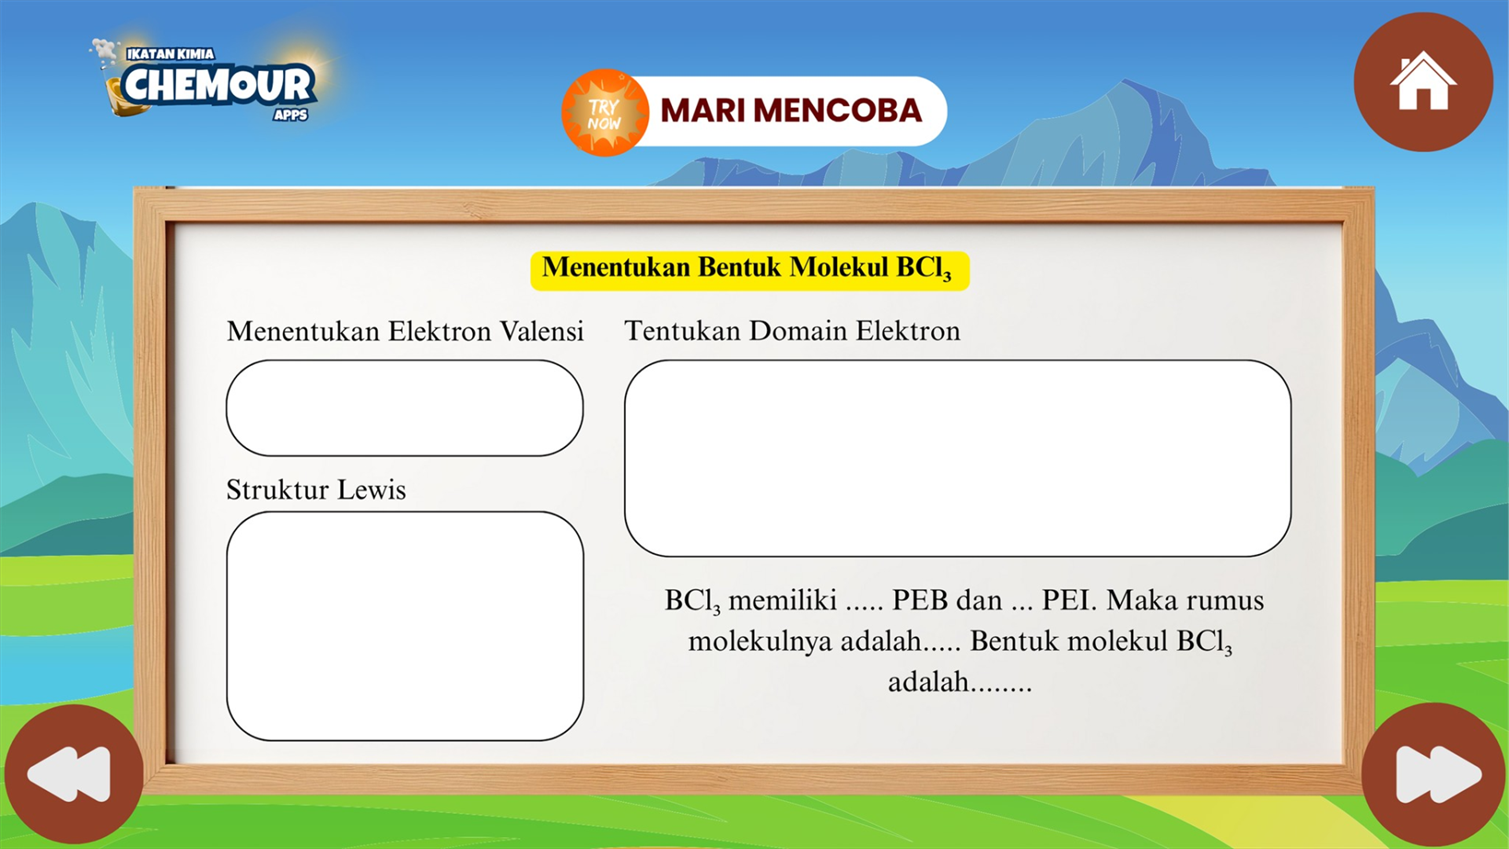 IKATAN KIMIA
CHEMOUR
APPS
TRY
NOW
MARI MENCOBA
Menentukan Bentuk Molekul BCl₃
Menentukan Elektron Valensi
Tentukan Domain Elektron
Struktur Lewis
BCl₃ memiliki ..... PEB dan ... PEI. Maka rumus
molekulnya adalah..... Bentuk molekul BCl₃
adalah........